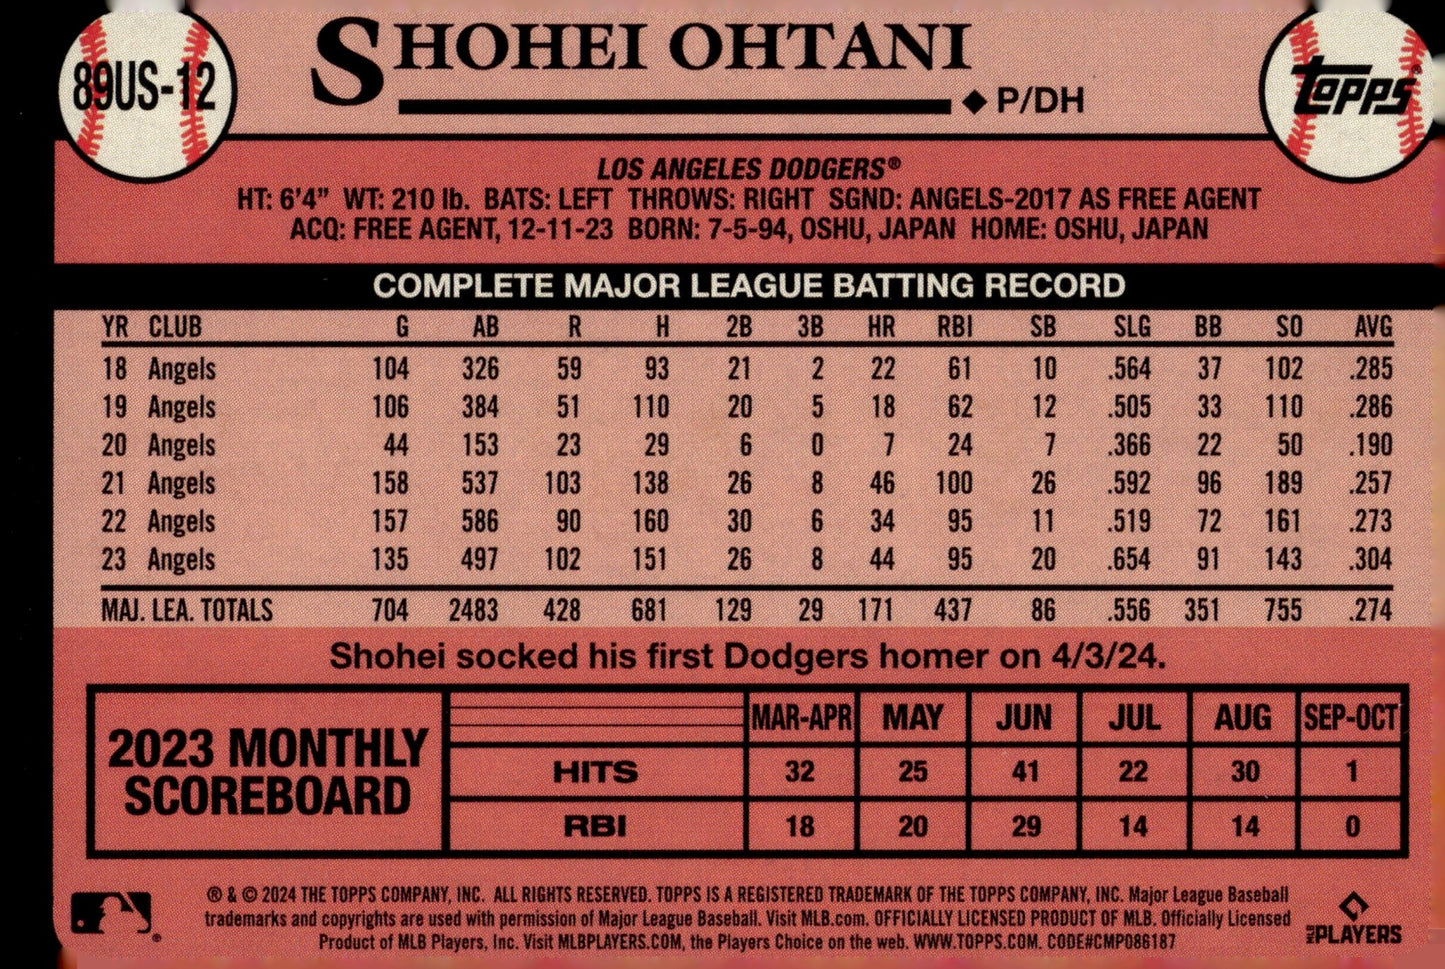 89US-12
SHOHEI OHTANI
◆ P/DH
TOPPS®
LOS ANGELES DODGERS®
HT: 6'4” WT: 210 lb. BATS: LEFT THROWS: RIGHT SGND: ANGELS-2017 AS FREE AGENT
ACQ: FREE AGENT, 12-11-23 BORN: 7-5-94, OSHU, JAPAN HOME: OSHU, JAPAN
COMPLETE MAJOR LEAGUE BATTING RECORD
YR CLUB G AB R H 2B 3B HR RBI SB SLG BB SO AVG
18 Angels 104 326 59 93 21 2 22 61 10 .564 37 102 .285
19 Angels 106 384 51 110 20 5 18 62 12 .505 33 110 .286
20 Angels 44 153 23 29 6 0 7 24 7 .366 22 50 .190
21 Angels 158 537 103 138 26 8 46 100 26 .592 96 189 .257
22 Angels 157 586 90 160 30 6 34 95 11 .519 72 161 .273
23 Angels 135 497 102 151 26 8 44 95 20 .654 91 143 .304
MAJ. LEA. TOTALS 704 2483 428 681 129 29 171 437 86 .556 351 755 .274
Shohei socked his first Dodgers homer on 4/3/24.
2023 MONTHLY
SCOREBOARD
MAR-APR MAY JUN JUL AUG SEP-OCT
HITS 32 25 41 22 30 1
RBI 18 20 29 14 14 0
® & © 2024 THE TOPPS COMPANY, INC. ALL RIGHTS RESERVED. TOPPS IS A REGISTERED TRADEMARK OF THE TOPPS COMPANY, INC. Major League Baseball
trademarks and copyrights are used with permission of Major League Baseball. Visit MLB.com. OFFICIALLY LICENSED PRODUCT OF MLB. Officially Licensed
Product of MLB Players, Inc. Visit MLBPLAYERS.COM, the Players Choice on the web. WWW.TOPPS.COM. CODE#CMP086187
MLB PLAYERS